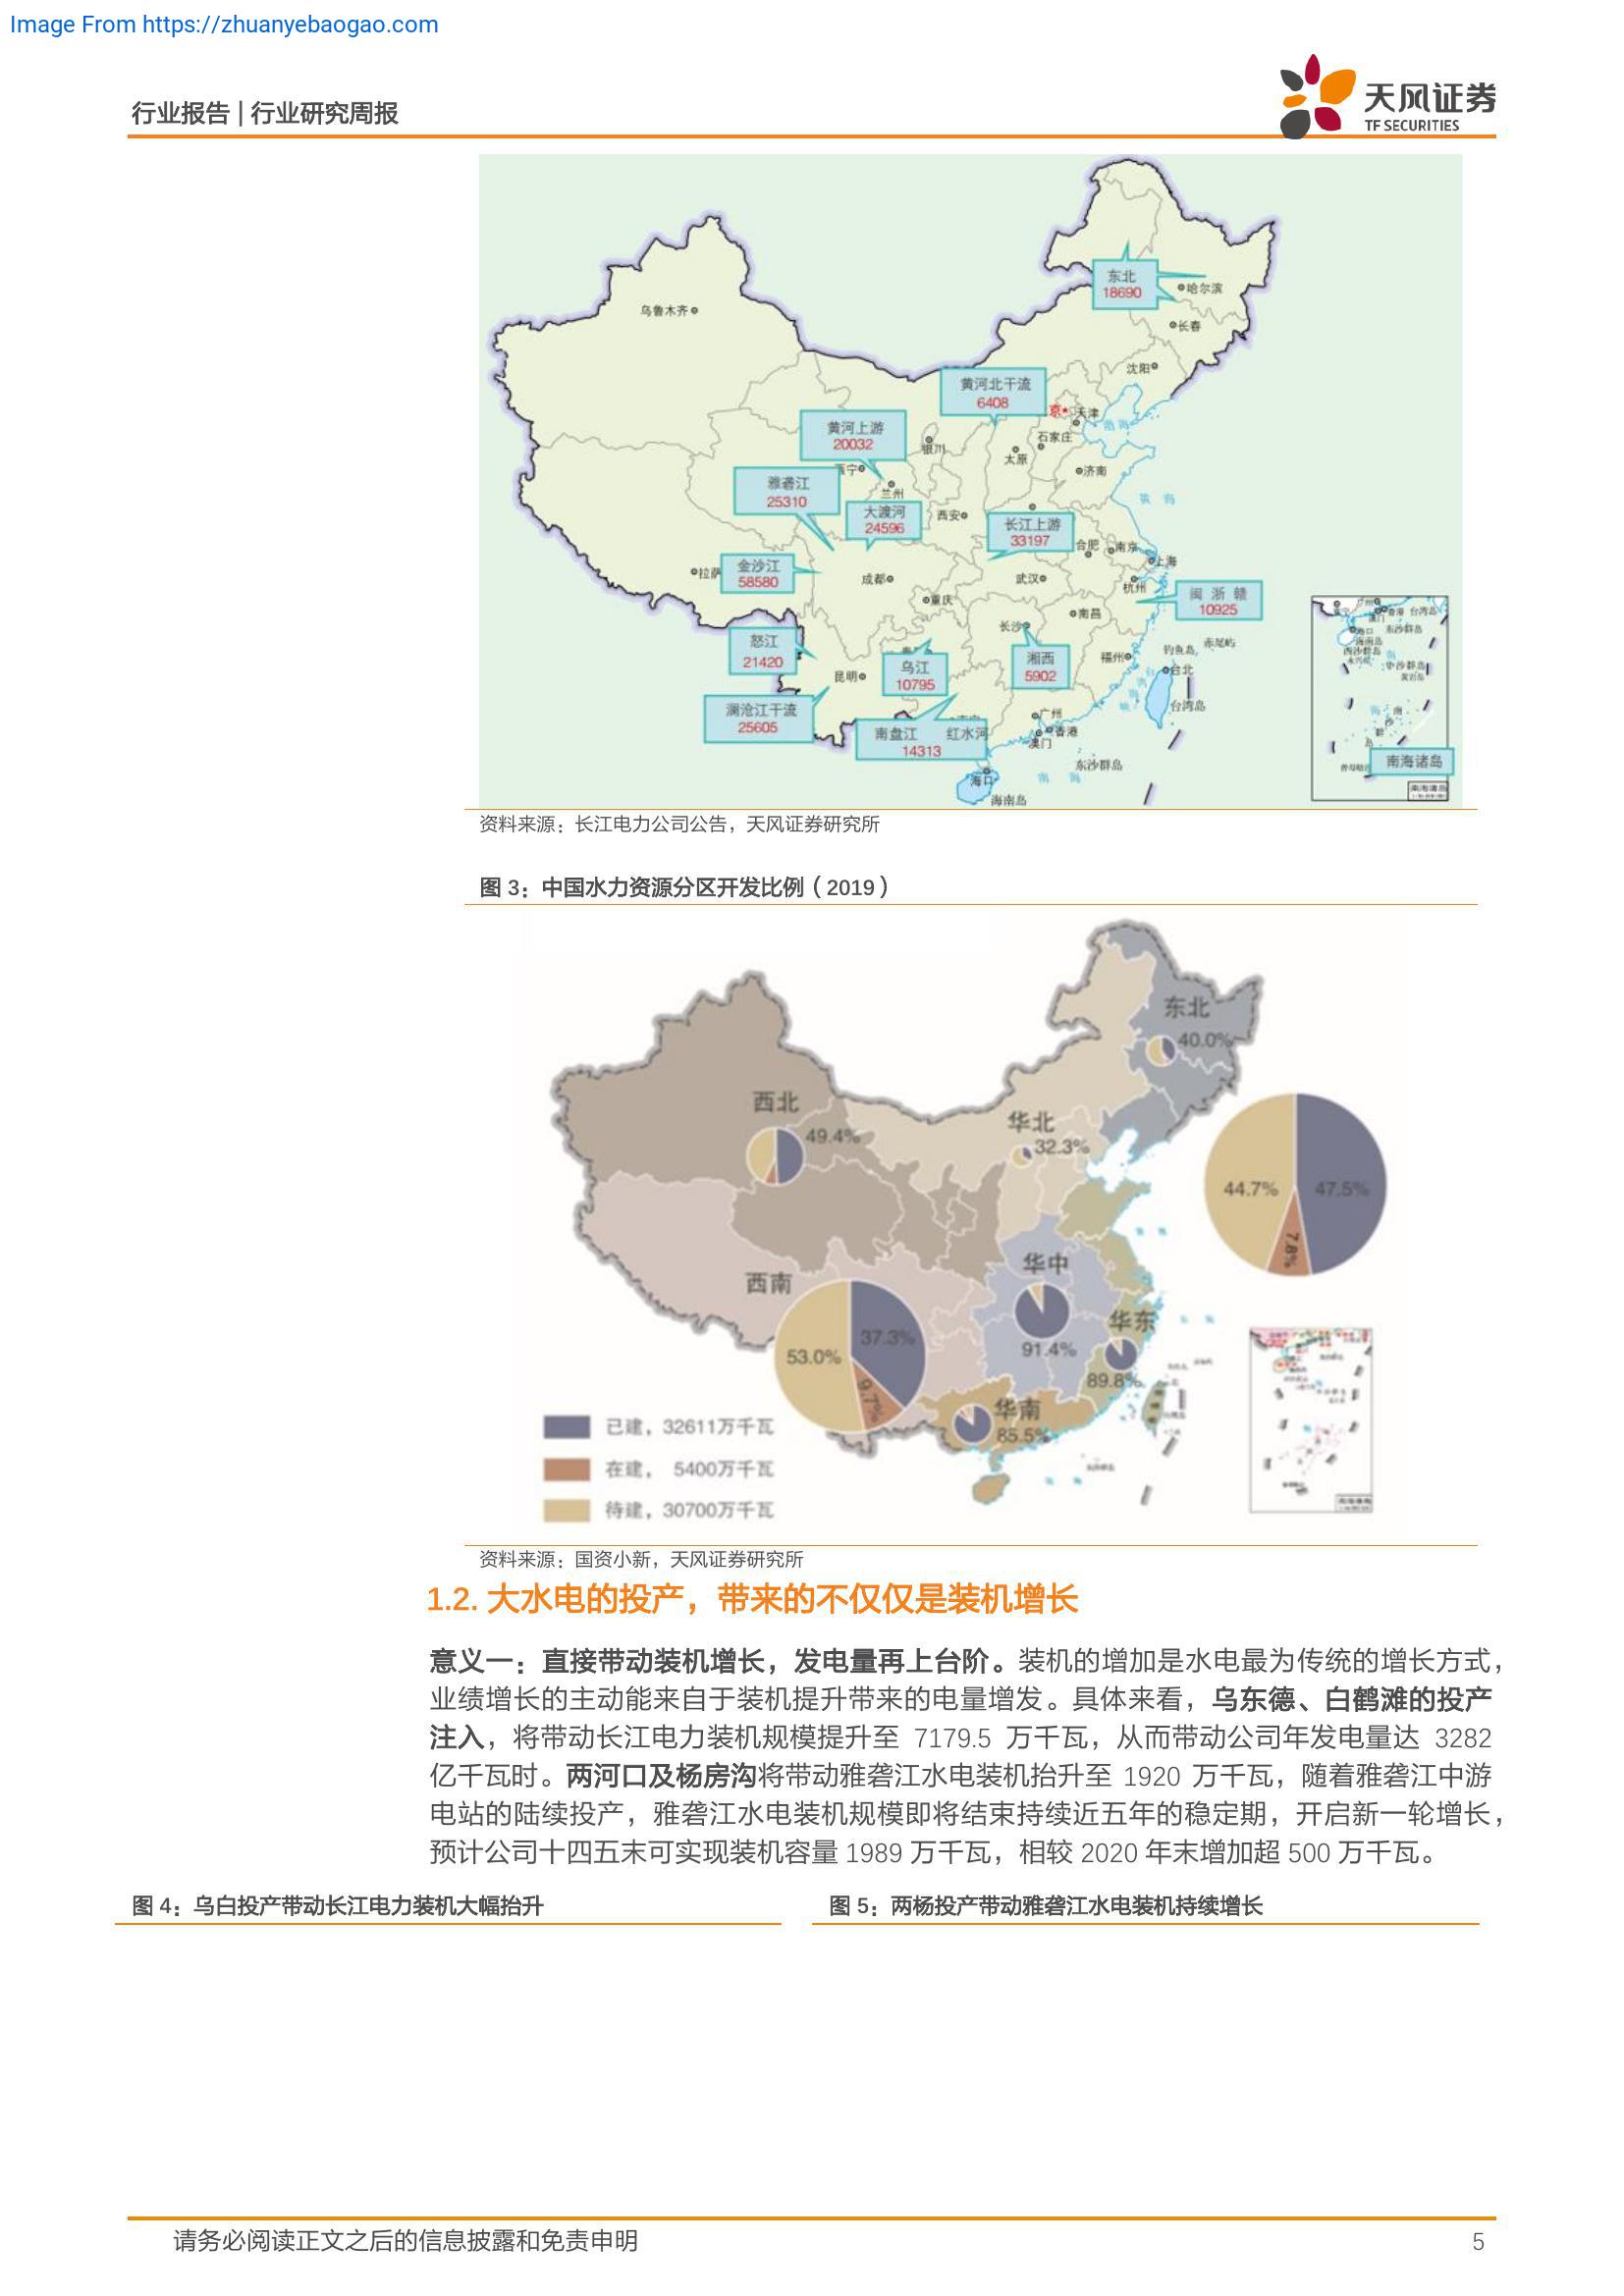 Image From https://zhuanyebaogao.com
行业报告 | 行业研究周报
天风证券
TF SECURITIES
东北
18690
哈尔滨
乌鲁木齐
长春
沈阳
黄河北干流
6408
京
天津
渤海
黄河上游
20032
银川
石家庄
太原
西宁
济南
雅砻江
25310
兰州
大渡河
24596
西安
长江上游
33197
合肥
南京
上海
拉萨
金沙江
58580
成都
武汉
杭州
重庆
闽 浙 赣
10925
南昌
长沙
怒江
21420
乌江
10795
湘西
5902
福州
钓鱼岛
赤尾屿
台北
昆明
澜沧江干流
25605
台湾岛
广州
香港
澳门
南盘江 红水河
14313
东沙群岛
南 海
海口
海南岛
南海诸岛
资料来源：长江电力公司公告，天风证券研究所
图 3：中国水力资源分区开发比例（2019）
东北
40.0%
西北
49.4%
华北
32.3%
44.7%
47.5%
7.8%
华中
91.4%
西南
53.0%
37.3%
9.7%
华东
89.8%
华南
85.5%
已建，32611万千瓦
在建， 5400万千瓦
待建，30700万千瓦
资料来源：国资小新，天风证券研究所
1.2. 大水电的投产，带来的不仅仅是装机增长
意义一：直接带动装机增长，发电量再上台阶。装机的增加是水电最为传统的增长方式，
业绩增长的主动能来自于装机提升带来的电量增发。具体来看，乌东德、白鹤滩的投产
注入，将带动长江电力装机规模提升至 7179.5 万千瓦，从而带动公司年发电量达 3282
亿千瓦时。两河口及杨房沟将带动雅砻江水电装机抬升至 1920 万千瓦，随着雅砻江中游
电站的陆续投产，雅砻江水电装机规模即将结束持续近五年的稳定期，开启新一轮增长，
预计公司十四五末可实现装机容量 1989 万千瓦，相较 2020 年末增加超 500 万千瓦。
图 4：乌白投产带动长江电力装机大幅抬升
图 5：两杨投产带动雅砻江水电装机持续增长
请务必阅读正文之后的信息披露和免责申明
5